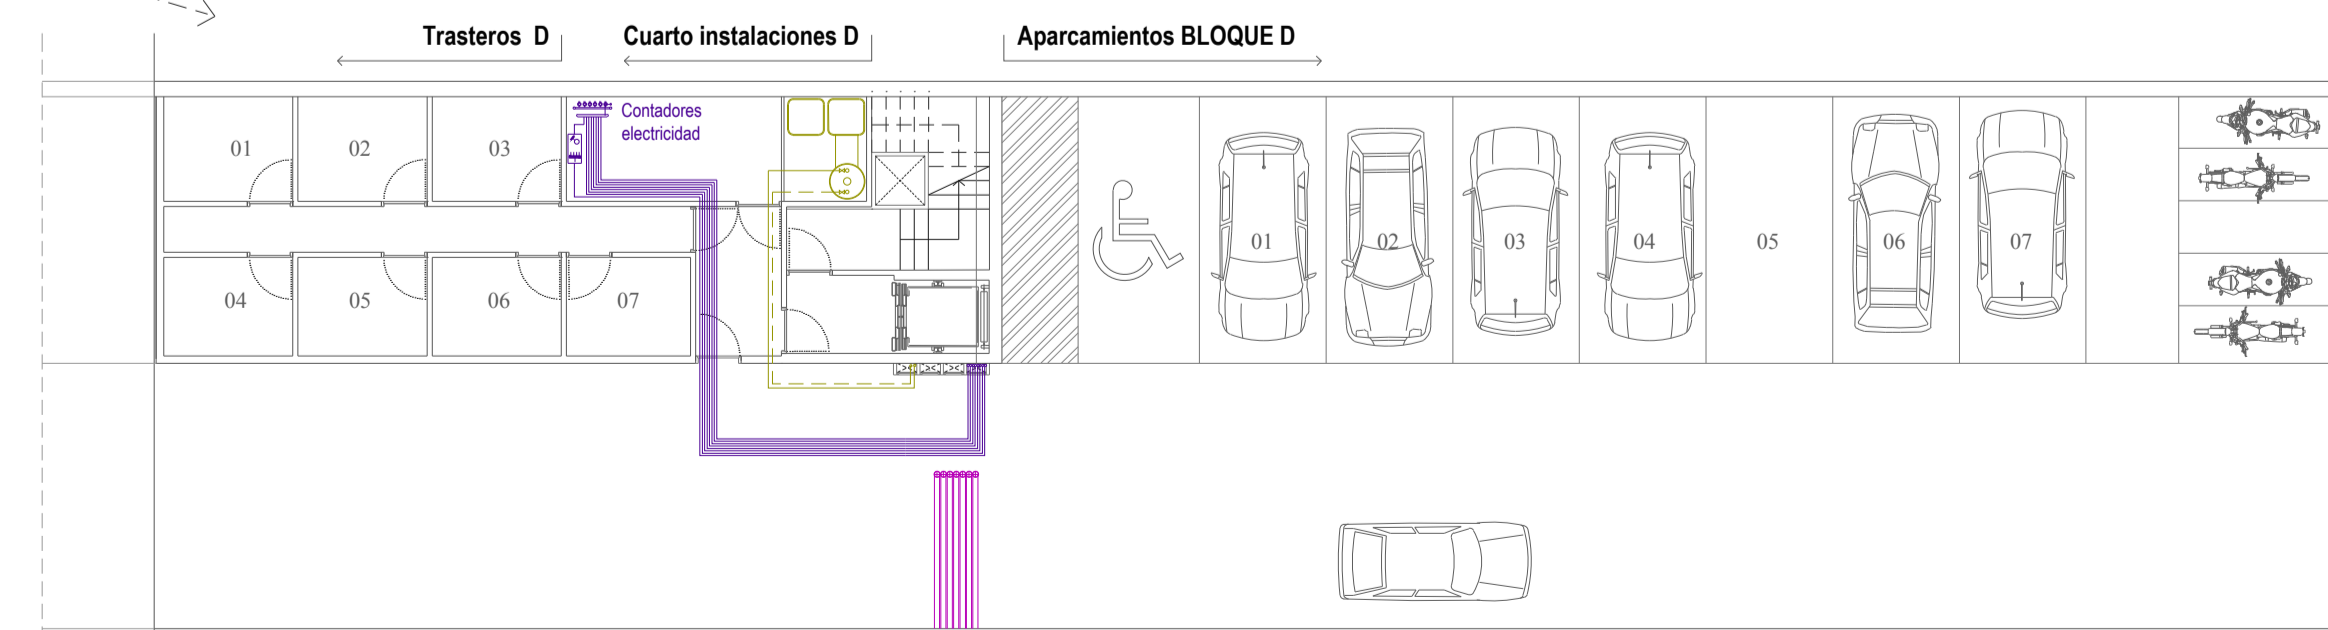 Trasteros D
Cuarto instalaciones D
Aparcamientos BLOQUE D
Contadores
electricidad
01
02
03
04
05
06
07
01
02
03
04
05
06
07